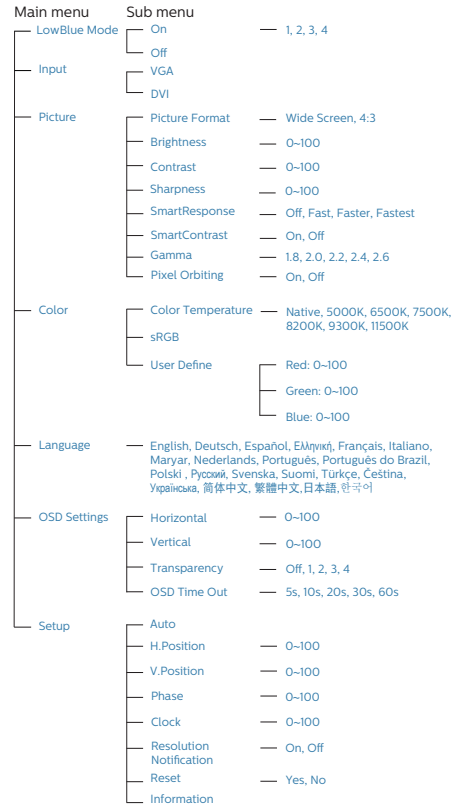 Main menu Sub menu
LowBlue Mode On 1, 2, 3, 4
Off
Input VGA
DVI
Picture Picture Format Wide Screen, 4:3
Brightness 0~100
Contrast 0~100
Sharpness 0~100
SmartResponse Off, Fast, Faster, Fastest
SmartContrast On, Off
Gamma 1.8, 2.0, 2.2, 2.4, 2.6
Pixel Orbiting On, Off
Color Color Temperature Native, 5000K, 6500K, 7500K,
8200K, 9300K, 11500K
sRGB
User Define Red: 0~100
Green: 0~100
Blue: 0~100
Language English, Deutsch, Español, Ελληνική, Français, Italiano,
Maryar, Nederlands, Português, Português do Brazil,
Polski , Русский, Svenska, Suomi, Türkçe, Čeština,
Українська, 简体中文, 繁體中文,日本語,한국어
OSD Settings Horizontal 0~100
Vertical 0~100
Transparency Off, 1, 2, 3, 4
OSD Time Out 5s, 10s, 20s, 30s, 60s
Setup Auto
H.Position 0~100
V.Position 0~100
Phase 0~100
Clock 0~100
Resolution On, Off
Notification
Reset Yes, No
Information